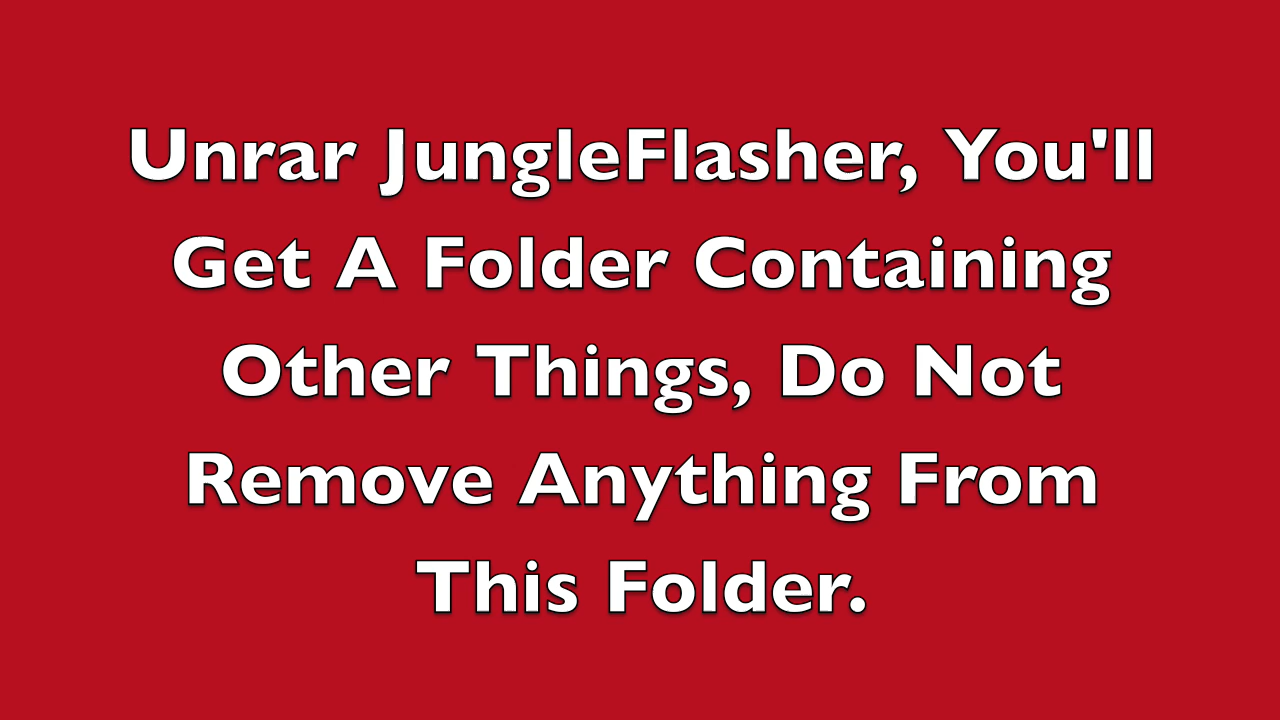 Unrar JungleFlasher, You'll
Get A Folder Containing
Other Things, Do Not
Remove Anything From
This Folder.